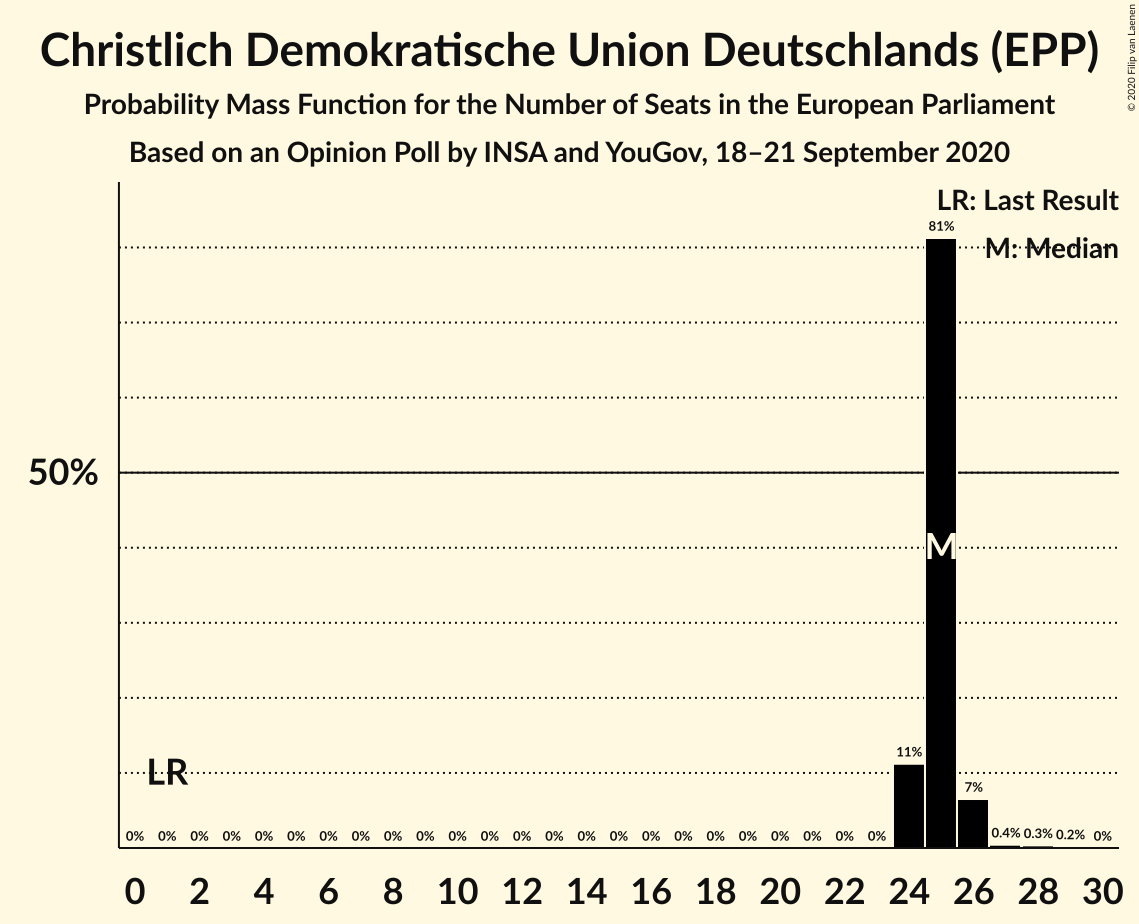 Christlich Demokratische Union Deutschlands (EPP)
Probability Mass Function for the Number of Seats in the European Parliament
Based on an Opinion Poll by INSA and YouGov, 18–21 September 2020
© 2020 Filip van Laenen
LR: Last Result
M: Median
81%
50%
M
LR
11%
7%
0% 0% 0% 0% 0% 0% 0% 0% 0% 0% 0% 0% 0% 0% 0% 0% 0% 0% 0% 0% 0% 0% 0% 0% 0.4% 0.3% 0.2% 0%
0 2 4 6 8 10 12 14 16 18 20 22 24 26 28 30